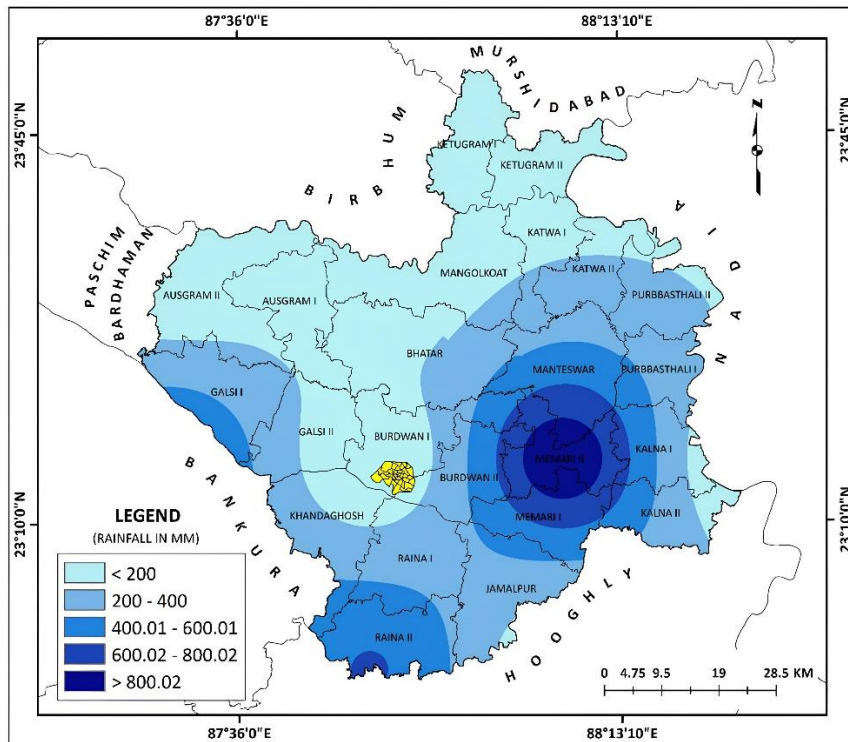 87°36'0"E
88°13'10"E
MURSHIDABAD
BIRBHUM
PASCHIM
BARDHAMAN
NADIA
BANKURA
HOOGHLY
23°45'0"N
23°45'0"N
23°10'0"N
23°10'0"N
N
KETUGRAM I
KETUGRAM II
KATWA I
MANGOLKOAT
KATWA II
AUSGRAM II
AUSGRAM I
PURBBASTHALI II
BHATAR
MANTESWAR
PURBBASTHALI I
GALSI I
GALSI II
BURDWAN I
KALNA I
MEMARI II
BURDWAN II
KHANDAGHOSH
MEMARI I
KALNA II
RAINA I
JAMALPUR
RAINA II
LEGEND
(RAINFALL IN MM)
< 200
200 - 400
400.01 - 600.01
600.02 - 800.02
> 800.02
0 4.75 9.5 19 28.5 KM
87°36'0"E
88°13'10"E